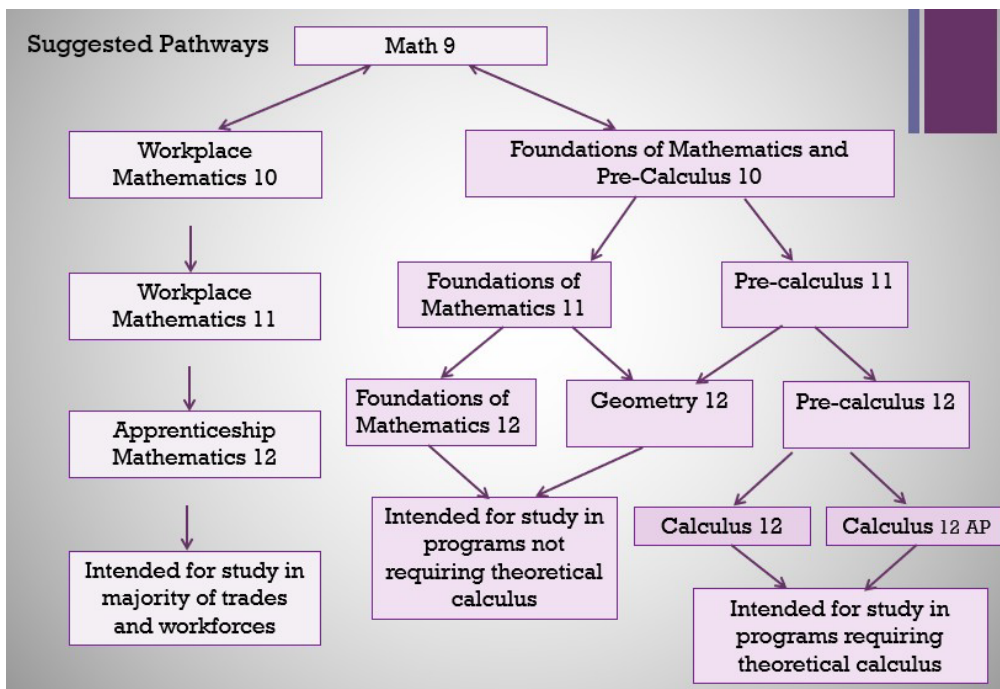 Suggested Pathways
Math 9
Workplace
Mathematics 10
Foundations of Mathematics and
Pre-Calculus 10
Workplace
Mathematics 11
Foundations of
Mathematics 11
Pre-calculus 11
Apprenticeship
Mathematics 12
Foundations of
Mathematics 12
Geometry 12
Pre-calculus 12
Calculus 12
Calculus 12 AP
Intended for study in
majority of trades
and workforces
Intended for study in
programs not
requiring theoretical
calculus
Intended for study in
programs requiring
theoretical calculus